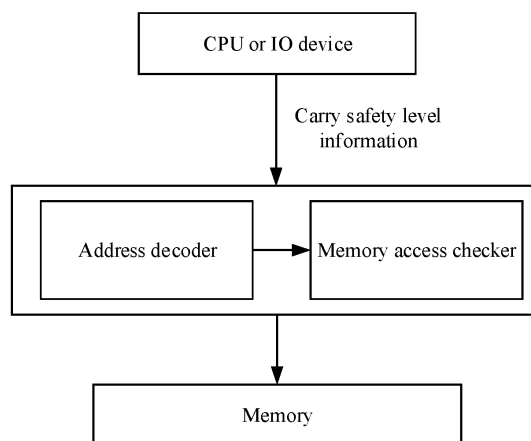 CPU or IO device
Carry safety level
information
Address decoder
Memory access checker
Memory